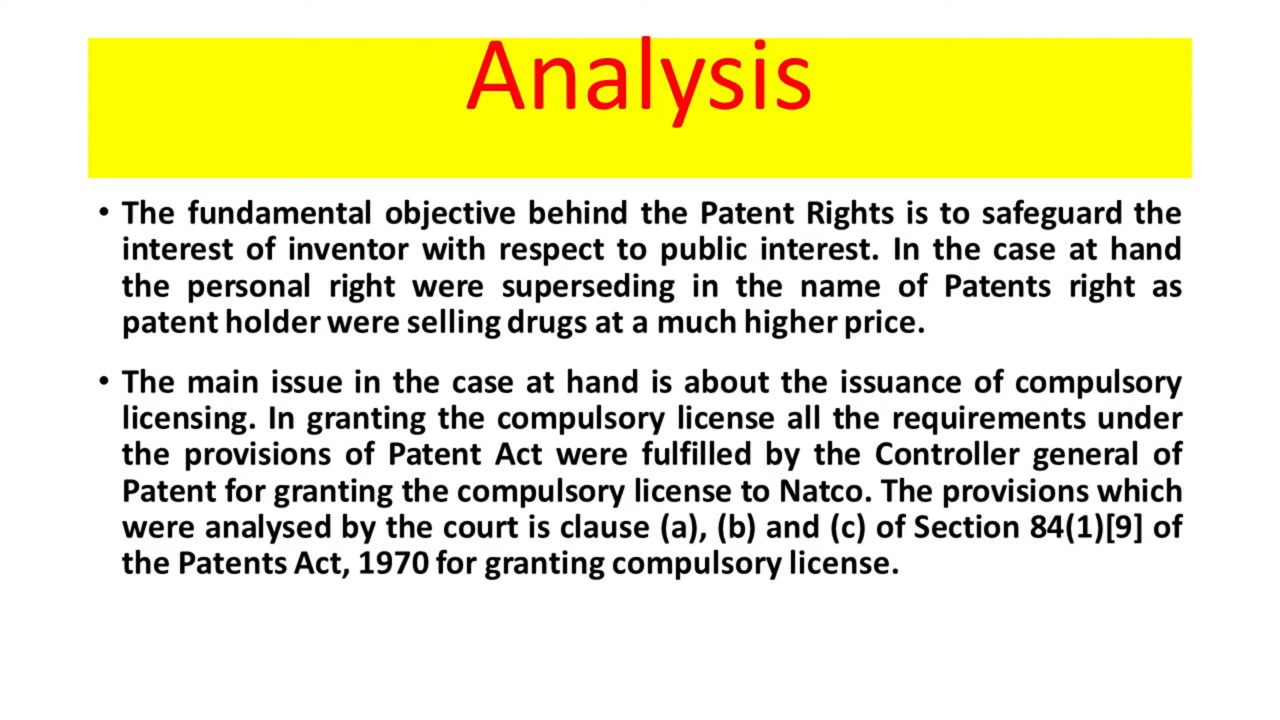 Analysis
• The fundamental objective behind the Patent Rights is to safeguard the
interest of inventor with respect to public interest. In the case at hand
the personal right were superseding in the name of Patents right as
patent holder were selling drugs at a much higher price.
• The main issue in the case at hand is about the issuance of compulsory
licensing. In granting the compulsory license all the requirements under
the provisions of Patent Act were fulfilled by the Controller general of
Patent for granting the compulsory license to Natco. The provisions which
were analysed by the court is clause (a), (b) and (c) of Section 84(1)[9] of
the Patents Act, 1970 for granting compulsory license.